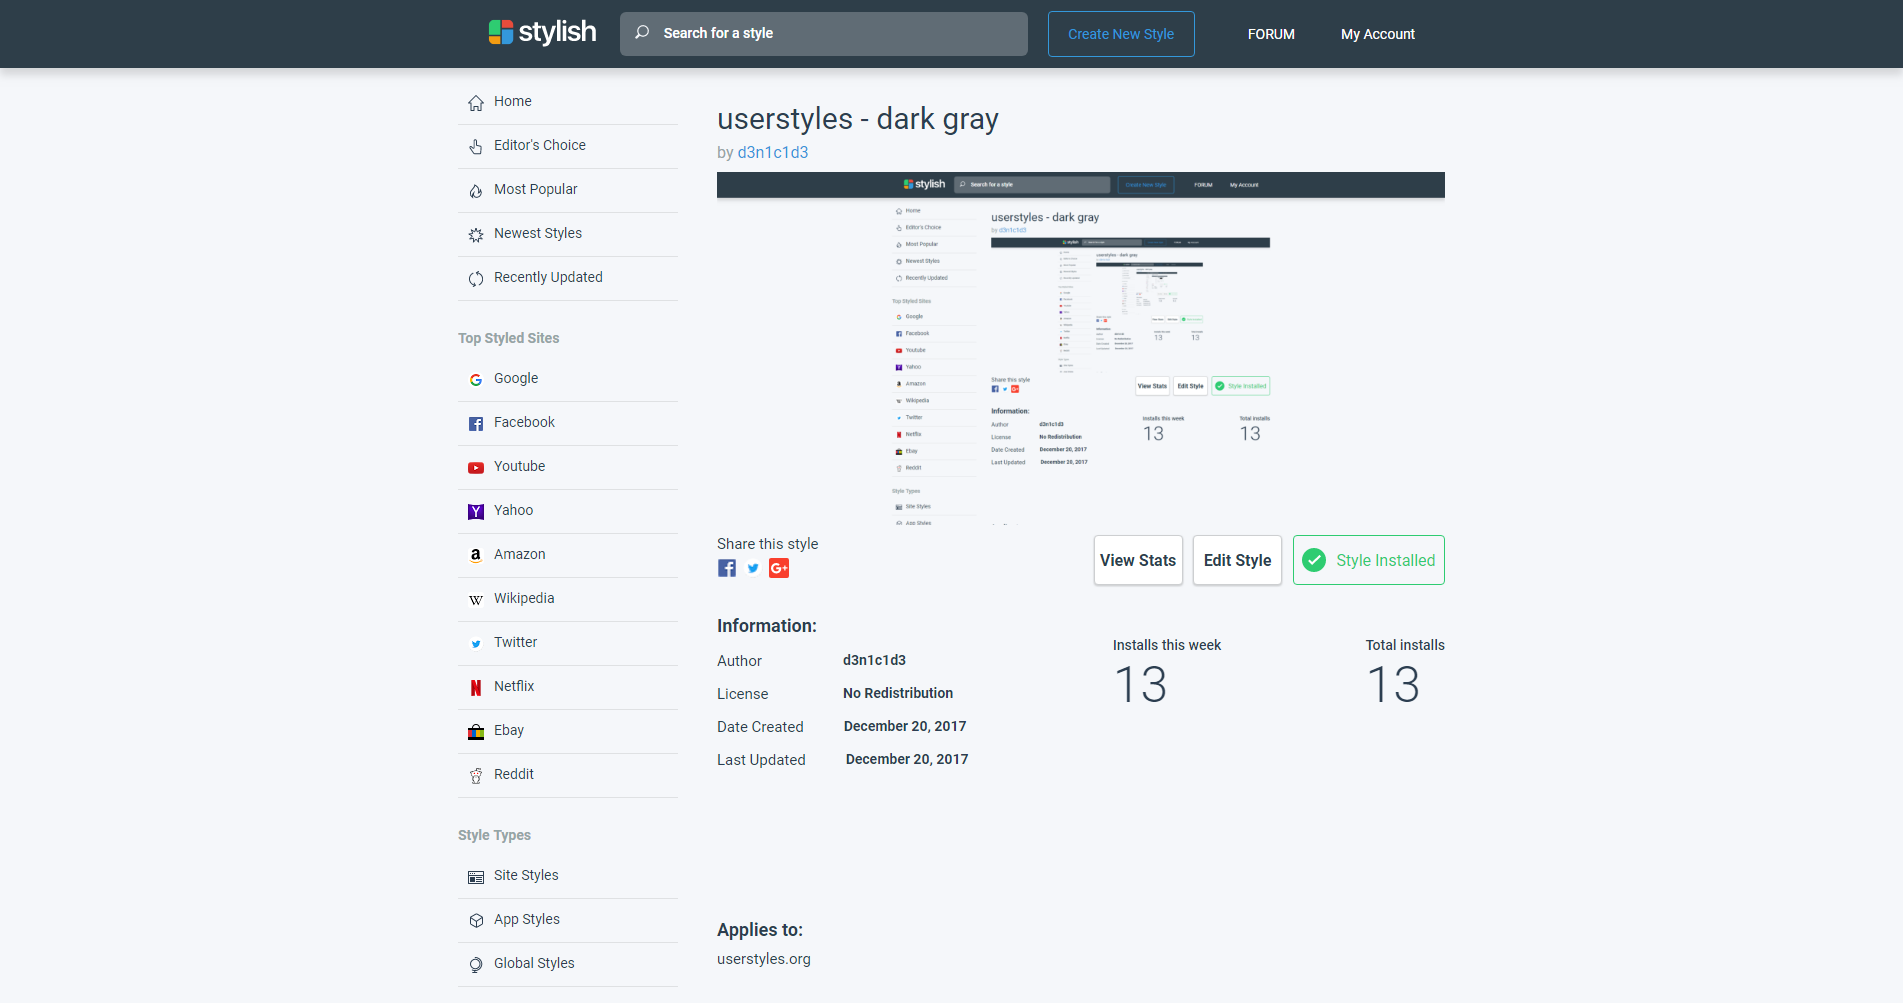 stylish
Search for a style
Create New Style
FORUM
My Account
Home
Editor's Choice
Most Popular
Newest Styles
Recently Updated
Top Styled Sites
Google
Facebook
Youtube
Yahoo
Amazon
Wikipedia
Twitter
Netflix
Ebay
Reddit
Style Types
Site Styles
App Styles
Global Styles
userstyles - dark gray
by d3n1c1d3
stylish
Search for a style
Create New Style
FORUM
My Account
Home
Editor's Choice
Most Popular
Newest Styles
Recently Updated
Top Styled Sites
Google
Facebook
Youtube
Yahoo
Amazon
Wikipedia
Twitter
Netflix
Ebay
Reddit
Style Types
Site Styles
App Styles
userstyles - dark gray
by d3n1c1d3
stylish
userstyles - dark gray
13
13
Share this style
View Stats
Edit Style
Style Installed
Information:
Author d3n1c1d3
License No Redistribution
Date Created December 20, 2017
Last Updated December 20, 2017
Installs this week
13
Total installs
13
Share this style
View Stats
Edit Style
Style Installed
Information:
Author d3n1c1d3
License No Redistribution
Date Created December 20, 2017
Last Updated December 20, 2017
Installs this week
13
Total installs
13
Applies to:
userstyles.org